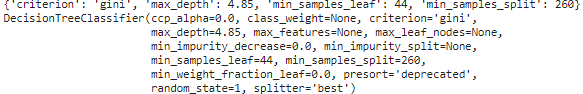 {'criterion': 'gini', 'max_depth': 4.85, 'min_samples_leaf': 44, 'min_samples_split': 260}
DecisionTreeClassifier(ccp_alpha=0.0, class_weight=None, criterion='gini',
max_depth=4.85, max_features=None, max_leaf_nodes=None,
min_impurity_decrease=0.0, min_impurity_split=None,
min_samples_leaf=44, min_samples_split=260,
min_weight_fraction_leaf=0.0, presort='deprecated',
random_state=1, splitter='best')